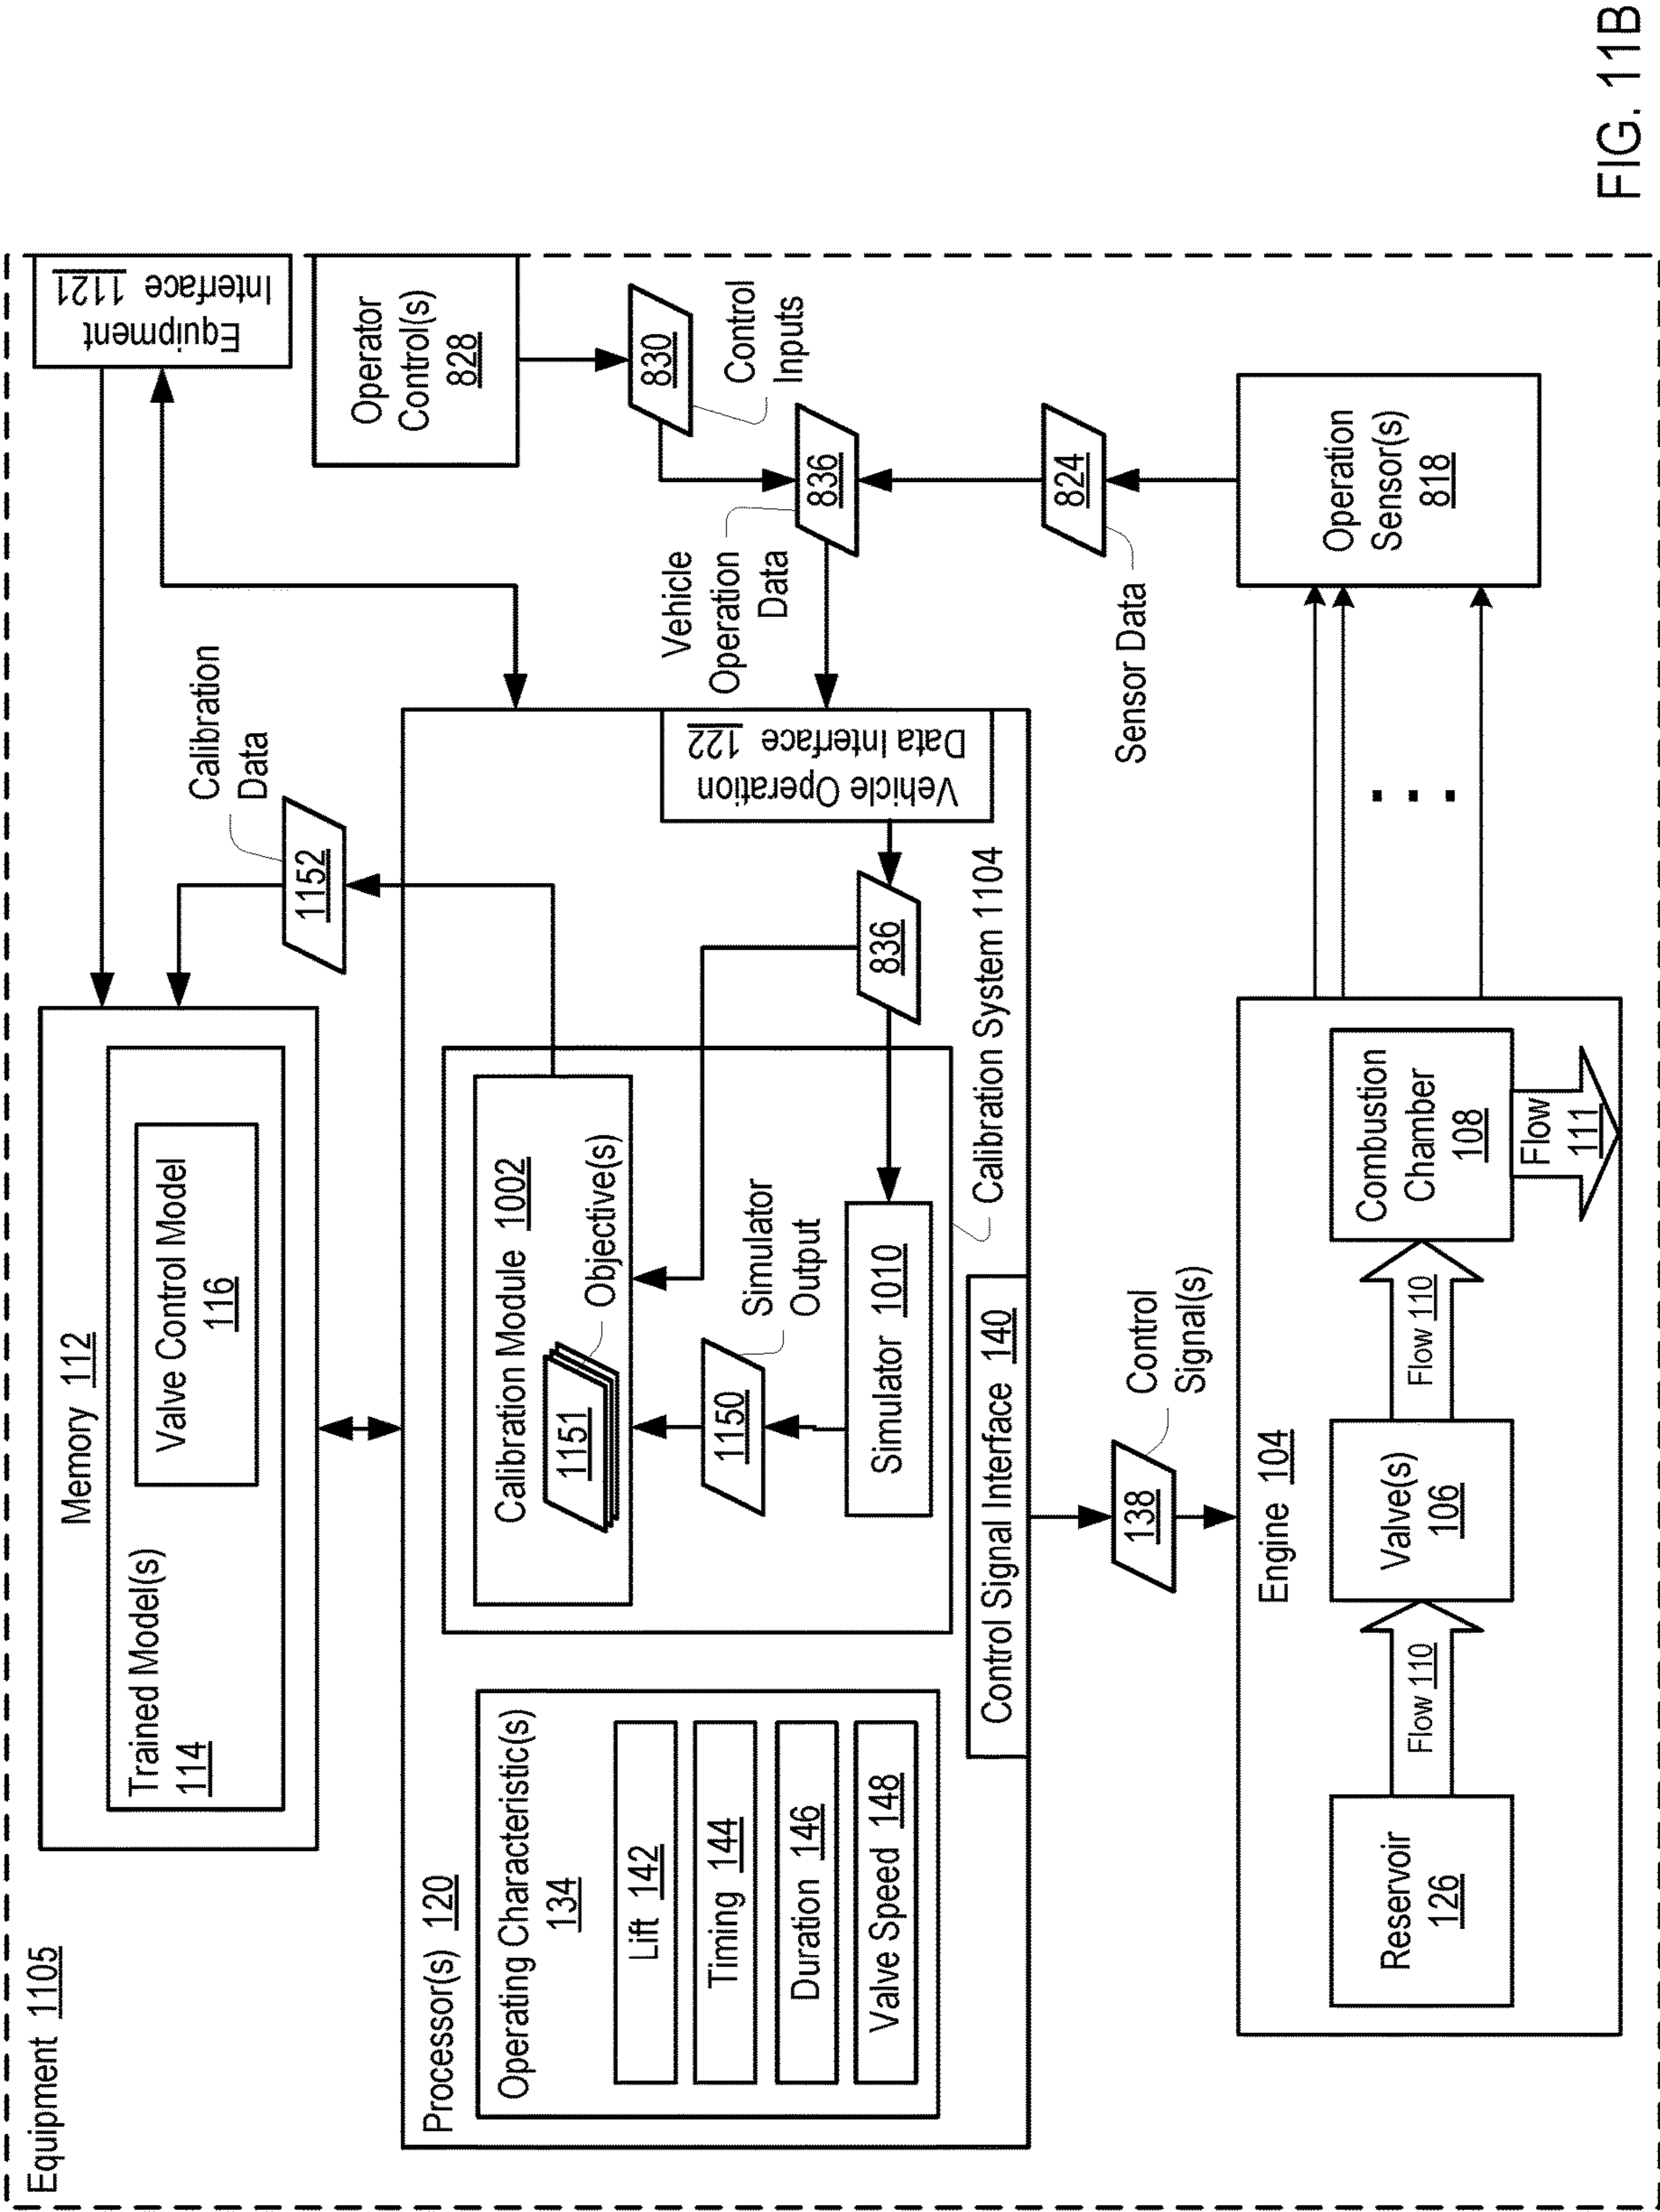 Equipment 1105
Memory 112
Trained Model(s)
114
Valve Control Model
116
Calibration
Data
1152
Equipment
Interface 1121
Operator
Control(s)
828
830
Control
Inputs
Vehicle
Operation
Data
836
824
Sensor Data
Operation
Sensor(s)
818
Processor(s) 120
Operating Characteristic(s)
134
Lift 142
Timing 144
Duration 146
Valve Speed 148
Calibration Module 1002
1151
Objective(s)
1150
Simulator
Output
Simulator 1010
836
Vehicle Operation
Data Interface 122
Calibration System 1104
Control Signal Interface 140
138
Control
Signal(s)
Engine 104
Reservoir
126
Flow 110
Valve(s)
106
Flow 110
Combustion
Chamber
108
Flow
111
. . .
FIG. 11B